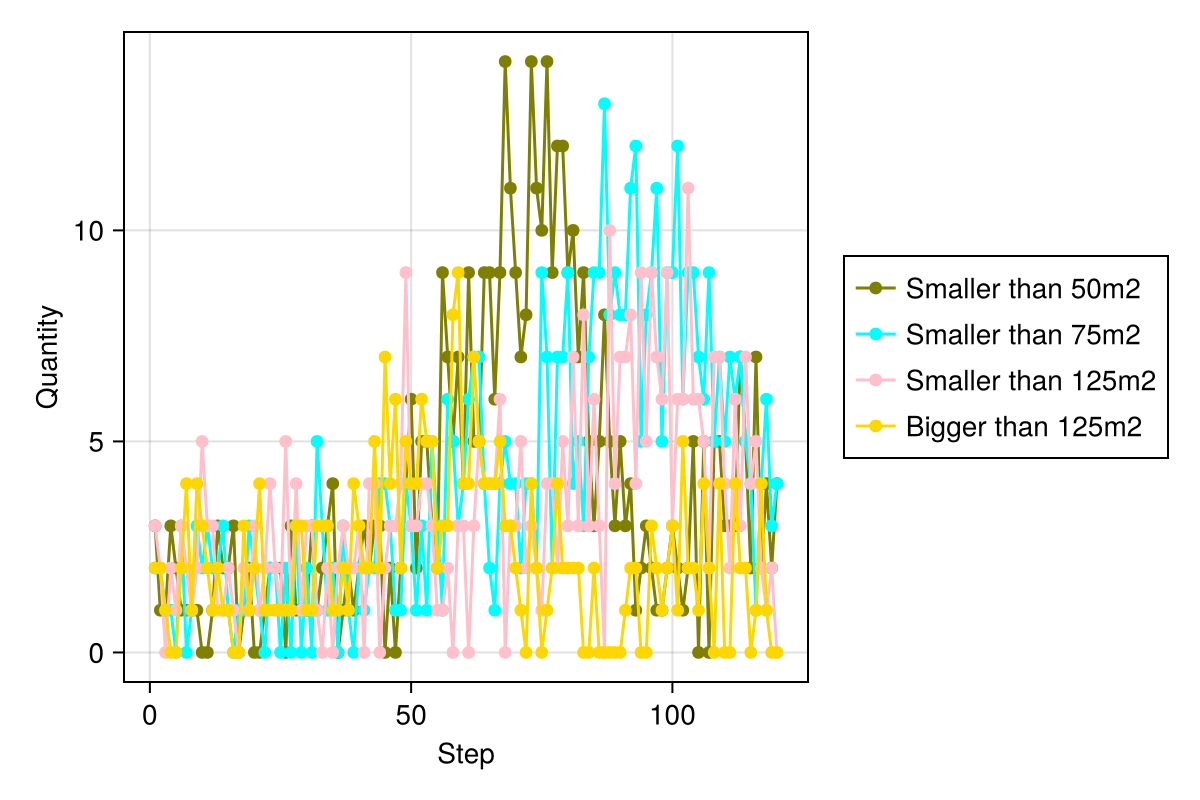 10
5
0
0
50
100
Quantity
Step
Smaller than 50m2
Smaller than 75m2
Smaller than 125m2
Bigger than 125m2